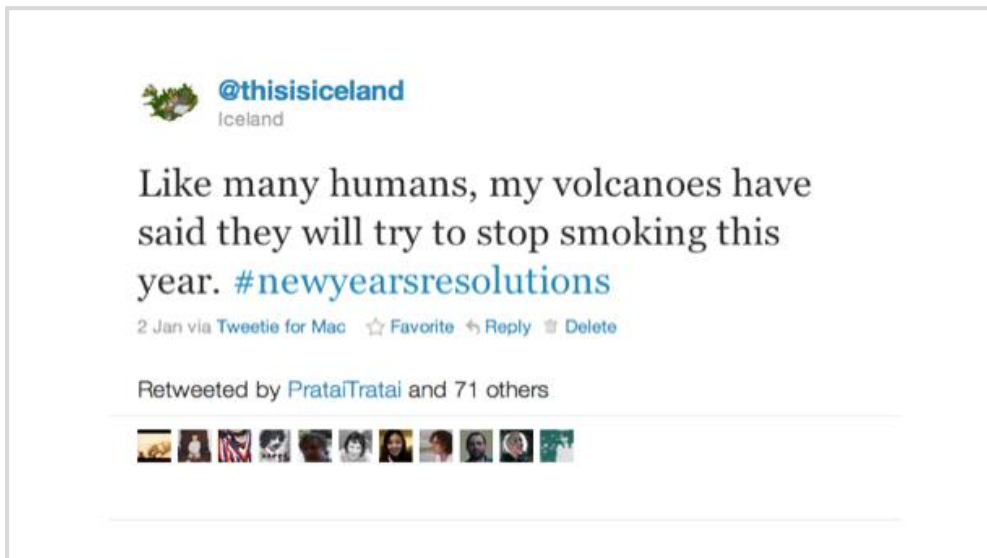 @thisisiceland
Iceland
Like many humans, my volcanoes have
said they will try to stop smoking this
year. #newyearsresolutions
2 Jan via Tweetie for Mac Favorite Reply Delete
Retweeted by PrataiTratai and 71 others